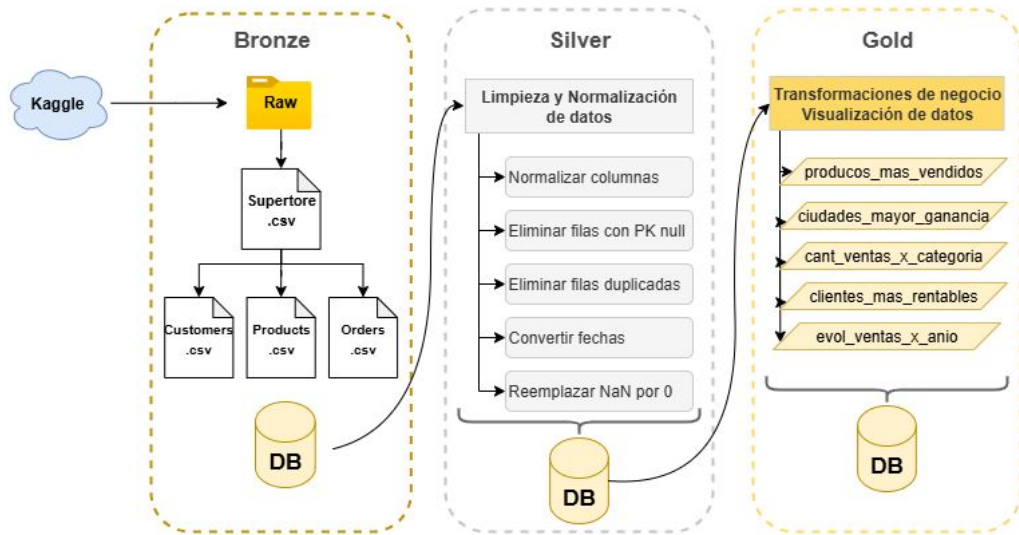 Bronze
Kaggle
Raw
Supertore
.csv
Customers
.csv
Products
.csv
Orders
.csv
DB
Silver
Limpieza y Normalización
de datos
Normalizar columnas
Eliminar filas con PK null
Eliminar filas duplicadas
Convertir fechas
Reemplazar NaN por 0
DB
Gold
Transformaciones de negocio
Visualización de datos
producos_mas_vendidos
ciudades_mayor_ganancia
cant_ventas_x_categoria
clientes_mas_rentables
evol_ventas_x_anio
DB